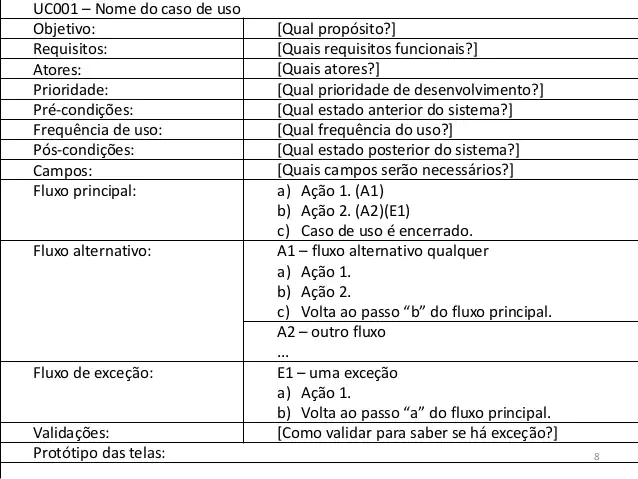 UC001 – Nome do caso de uso
Objetivo: [Qual propósito?]
Requisitos: [Quais requisitos funcionais?]
Atores: [Quais atores?]
Prioridade: [Qual prioridade de desenvolvimento?]
Pré-condições: [Qual estado anterior do sistema?]
Frequência de uso: [Qual frequência do uso?]
Pós-condições: [Qual estado posterior do sistema?]
Campos: [Quais campos serão necessários?]
Fluxo principal: a) Ação 1. (A1)
b) Ação 2. (A2)(E1)
c) Caso de uso é encerrado.
Fluxo alternativo: A1 – fluxo alternativo qualquer
a) Ação 1.
b) Ação 2.
c) Volta ao passo “b” do fluxo principal.
A2 – outro fluxo
...
Fluxo de exceção: E1 – uma exceção
a) Ação 1.
b) Volta ao passo “a” do fluxo principal.
Validações: [Como validar para saber se há exceção?]
Protótipo das telas: 8